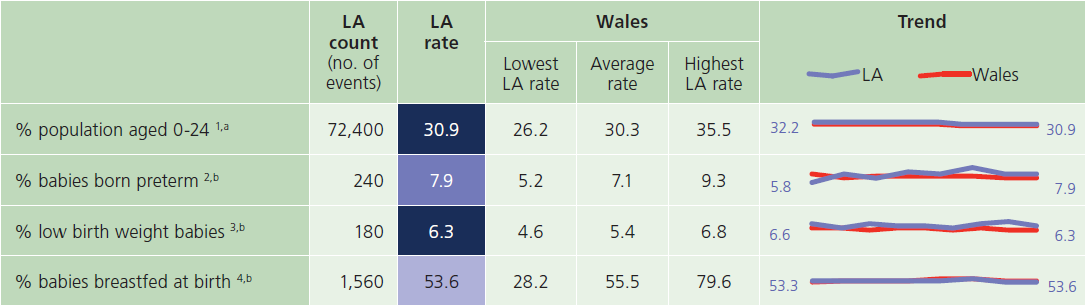 LA count (no. of events) LA rate Wales Trend
Lowest LA rate Average rate Highest LA rate LA Wales
% population aged 0-24 1,a 72,400 30.9 26.2 30.3 35.5 32.2 30.9
% babies born preterm 2,b 240 7.9 5.2 7.1 9.3 5.8 7.9
% low birth weight babies 3,b 180 6.3 4.6 5.4 6.8 6.6 6.3
% babies breastfed at birth 4,b 1,560 53.6 28.2 55.5 79.6 53.3 53.6